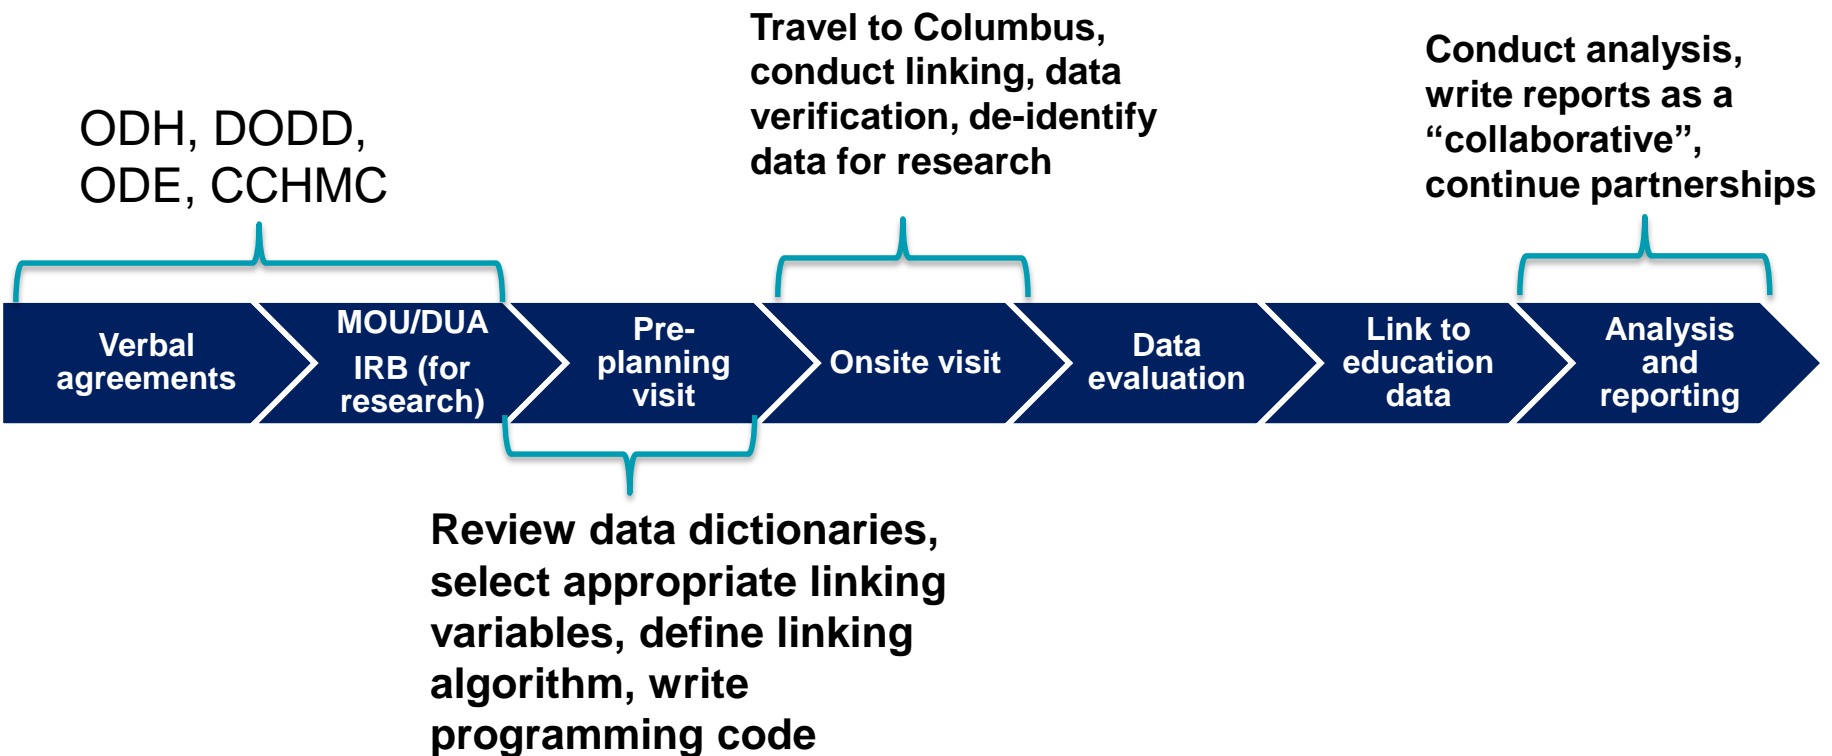 ODH, DODD,
ODE, CCHMC
Travel to Columbus,
conduct linking, data
verification, de-identify
data for research
Conduct analysis,
write reports as a
“collaborative”,
continue partnerships
Verbal
agreements
MOU/DUA
IRB (for
research)
Pre-
planning
visit
Onsite visit
Data
evaluation
Link to
education
data
Analysis
and
reporting
Review data dictionaries,
select appropriate linking
variables, define linking
algorithm, write
programming code